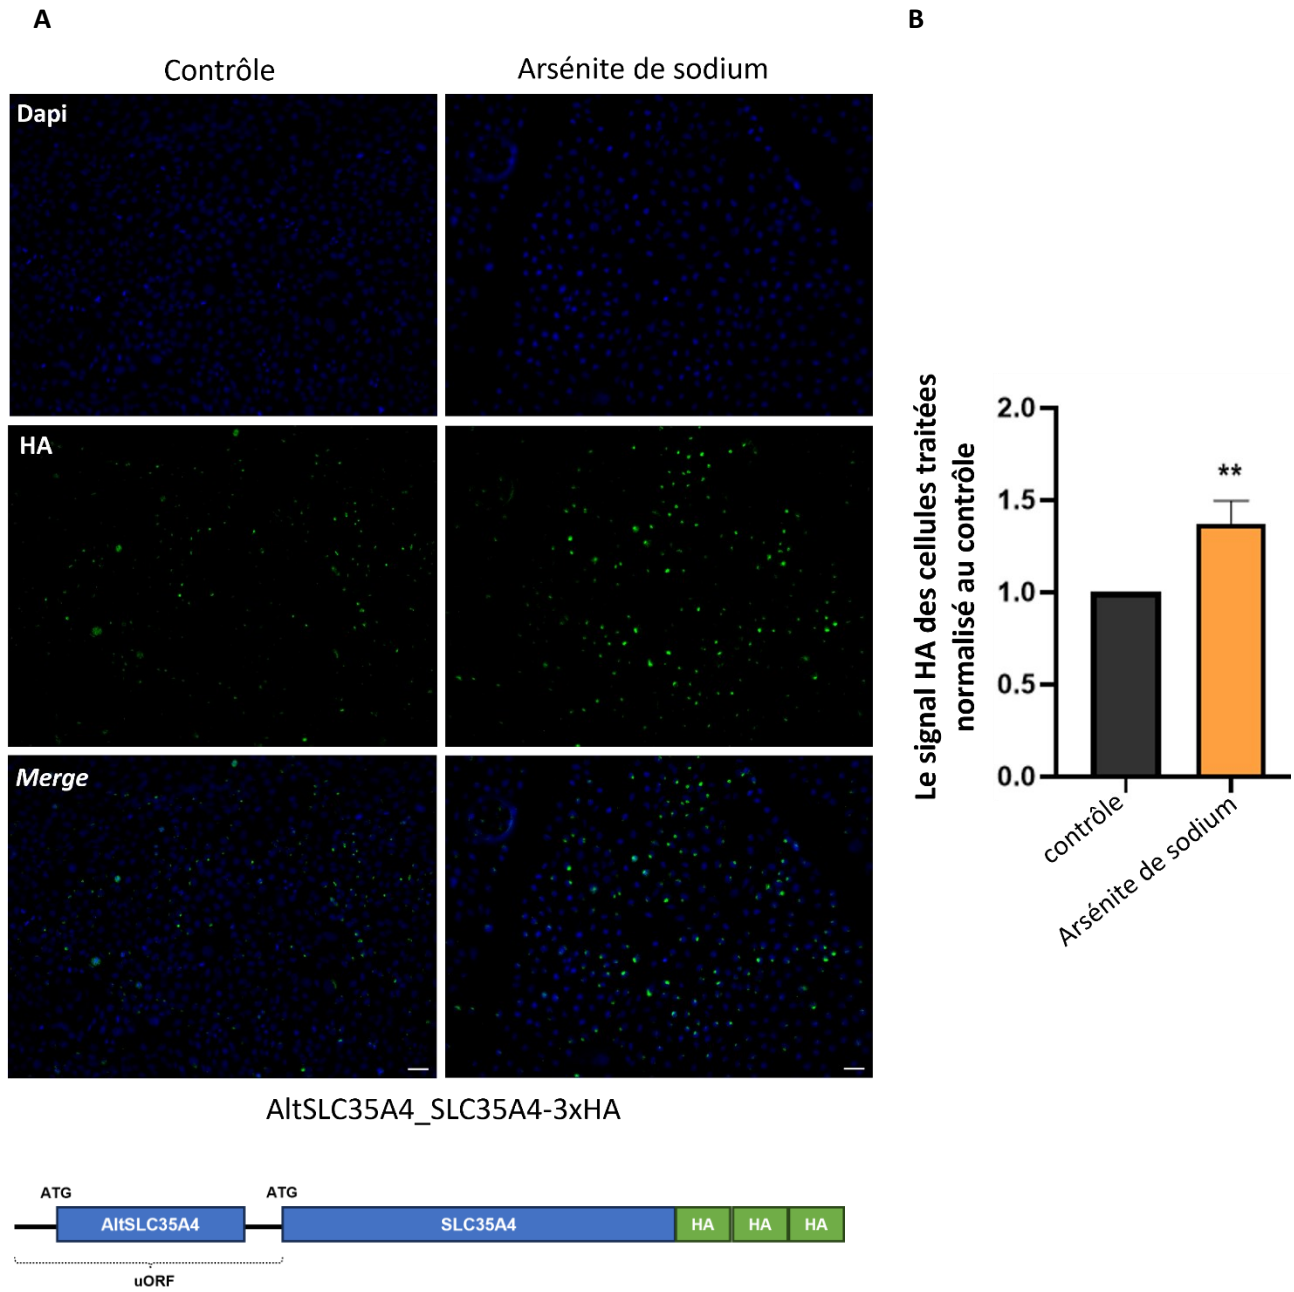 A
B
Contrôle
Arsénite de sodium
Dapi
HA
Merge
AltSLC35A4_SLC35A4-3xHA
ATG
ATG
AltSLC35A4
SLC35A4
HA
HA
HA
uORF
Le signal HA des cellules traitées
normalisé au contrôle
2.0
1.5
1.0
0.5
0.0
**
contrôle
Arsénite de sodium